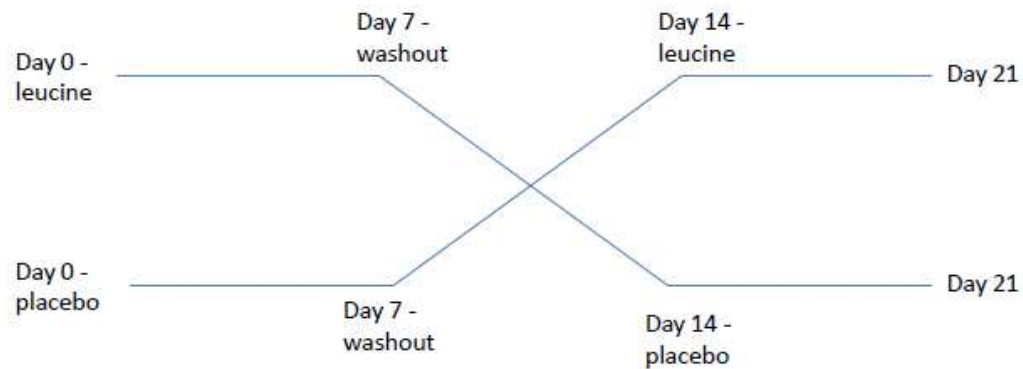 Day 7 -
washout
Day 14 -
leucine
Day 0 -
leucine
Day 21
Day 0 -
placebo
Day 21
Day 7 -
washout
Day 14 -
placebo